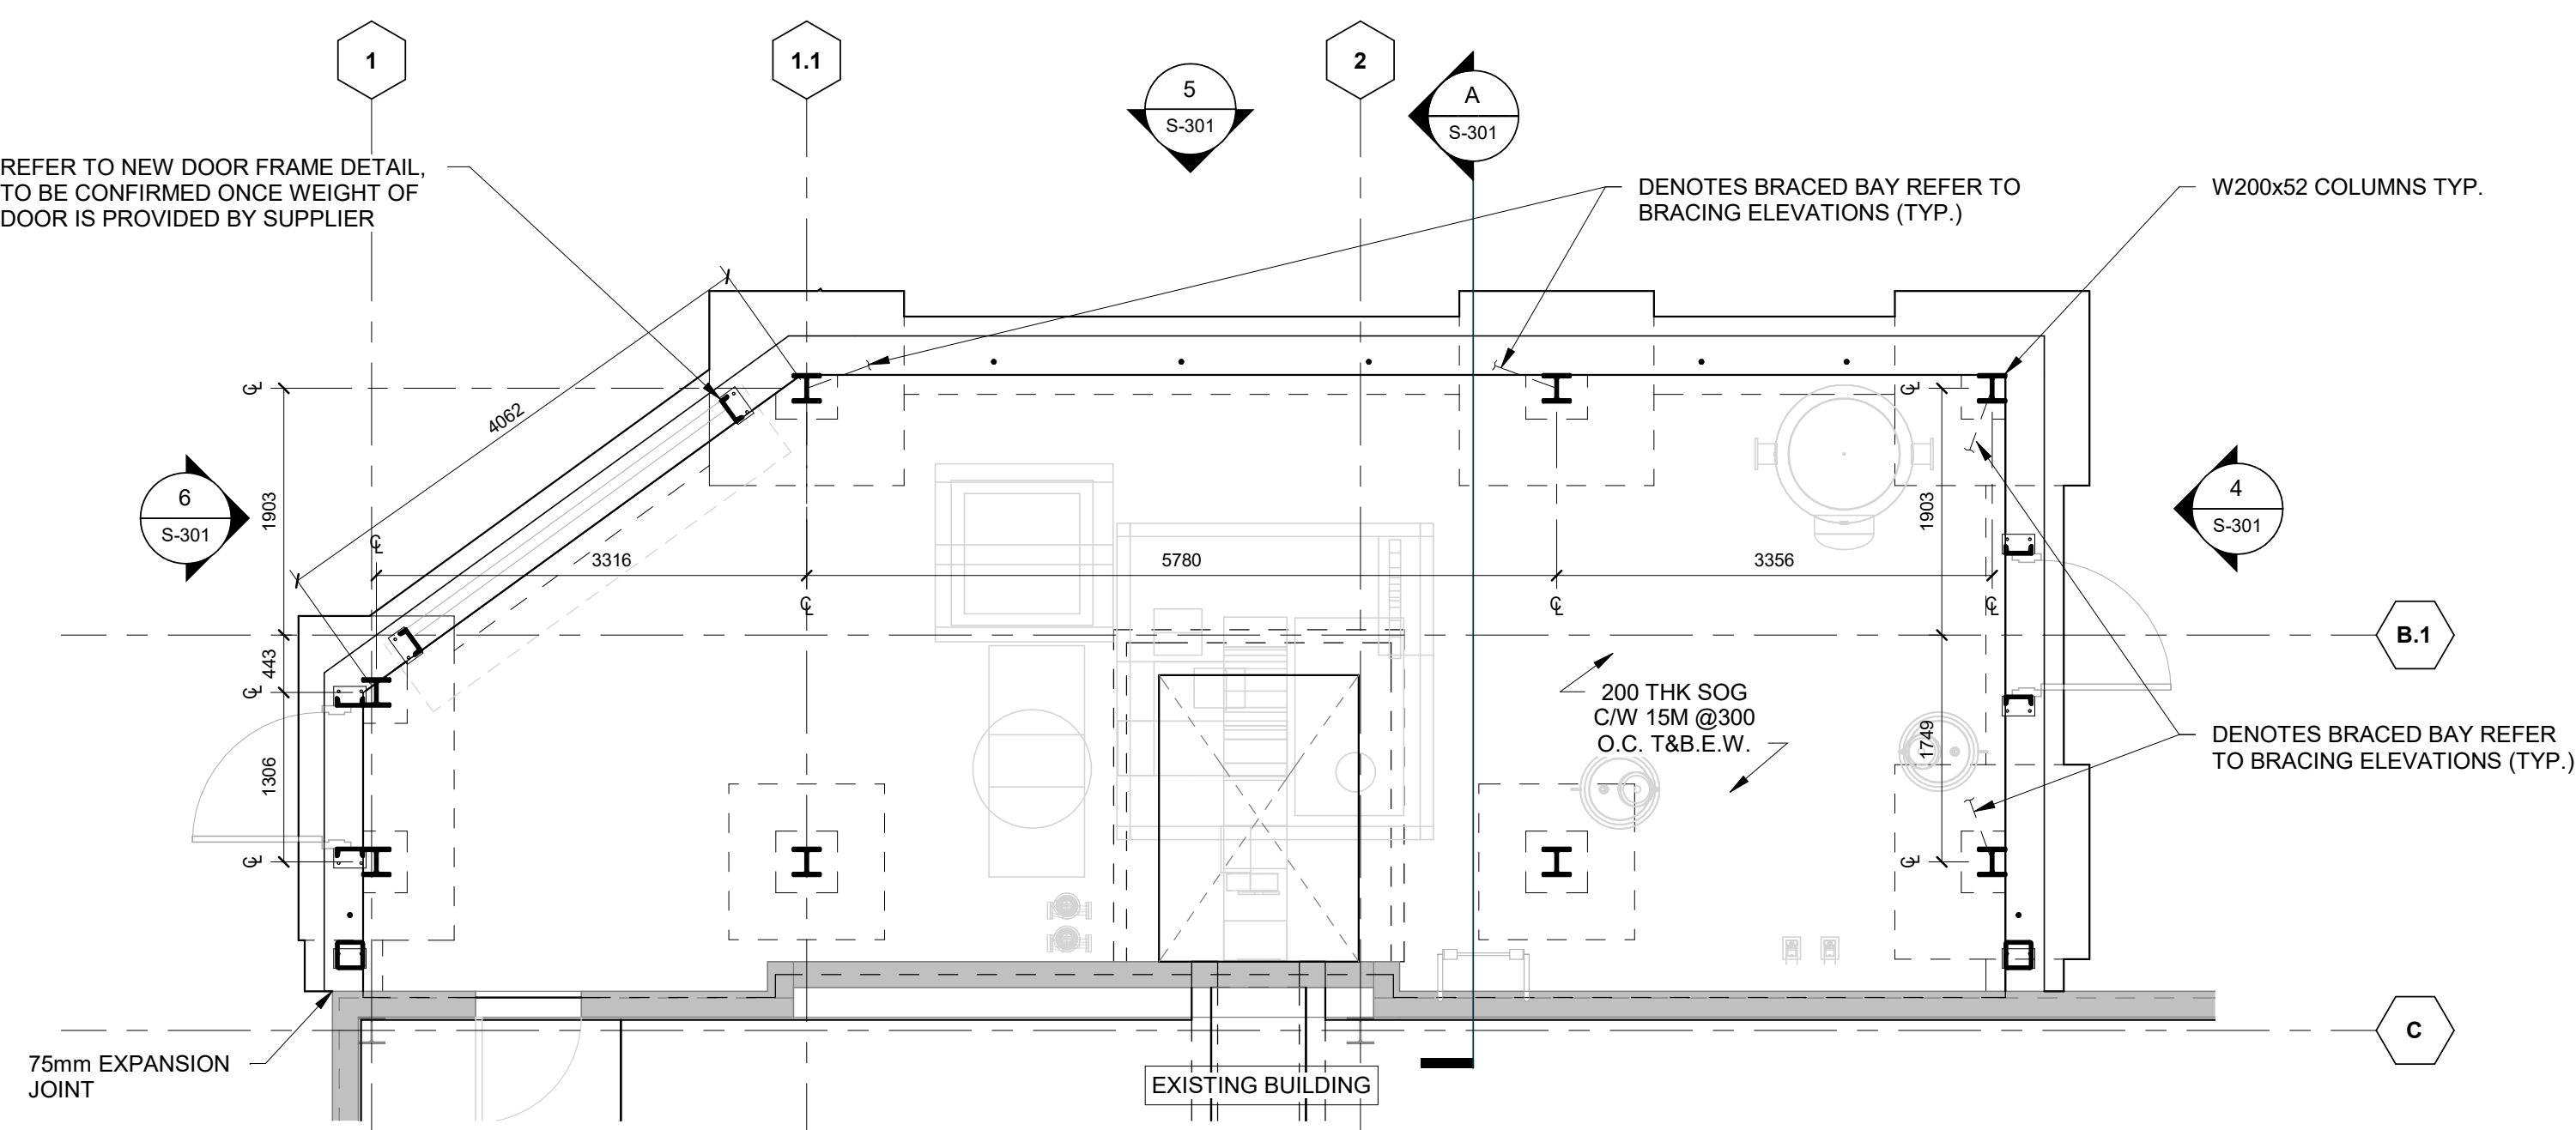 1
1.1
2
5
S-301
A
S-301
REFER TO NEW DOOR FRAME DETAIL,
TO BE CONFIRMED ONCE WEIGHT OF
DOOR IS PROVIDED BY SUPPLIER
DENOTES BRACED BAY REFER TO
BRACING ELEVATIONS (TYP.)
W200x52 COLUMNS TYP.
4062
1903
443
1306
6
S-301
3316
5780
3356
1903
1749
4
S-301
B.1
200 THK SOG
C/W 15M @300
O.C. T&B.E.W.
DENOTES BRACED BAY REFER
TO BRACING ELEVATIONS (TYP.)
C
75mm EXPANSION
JOINT
EXISTING BUILDING